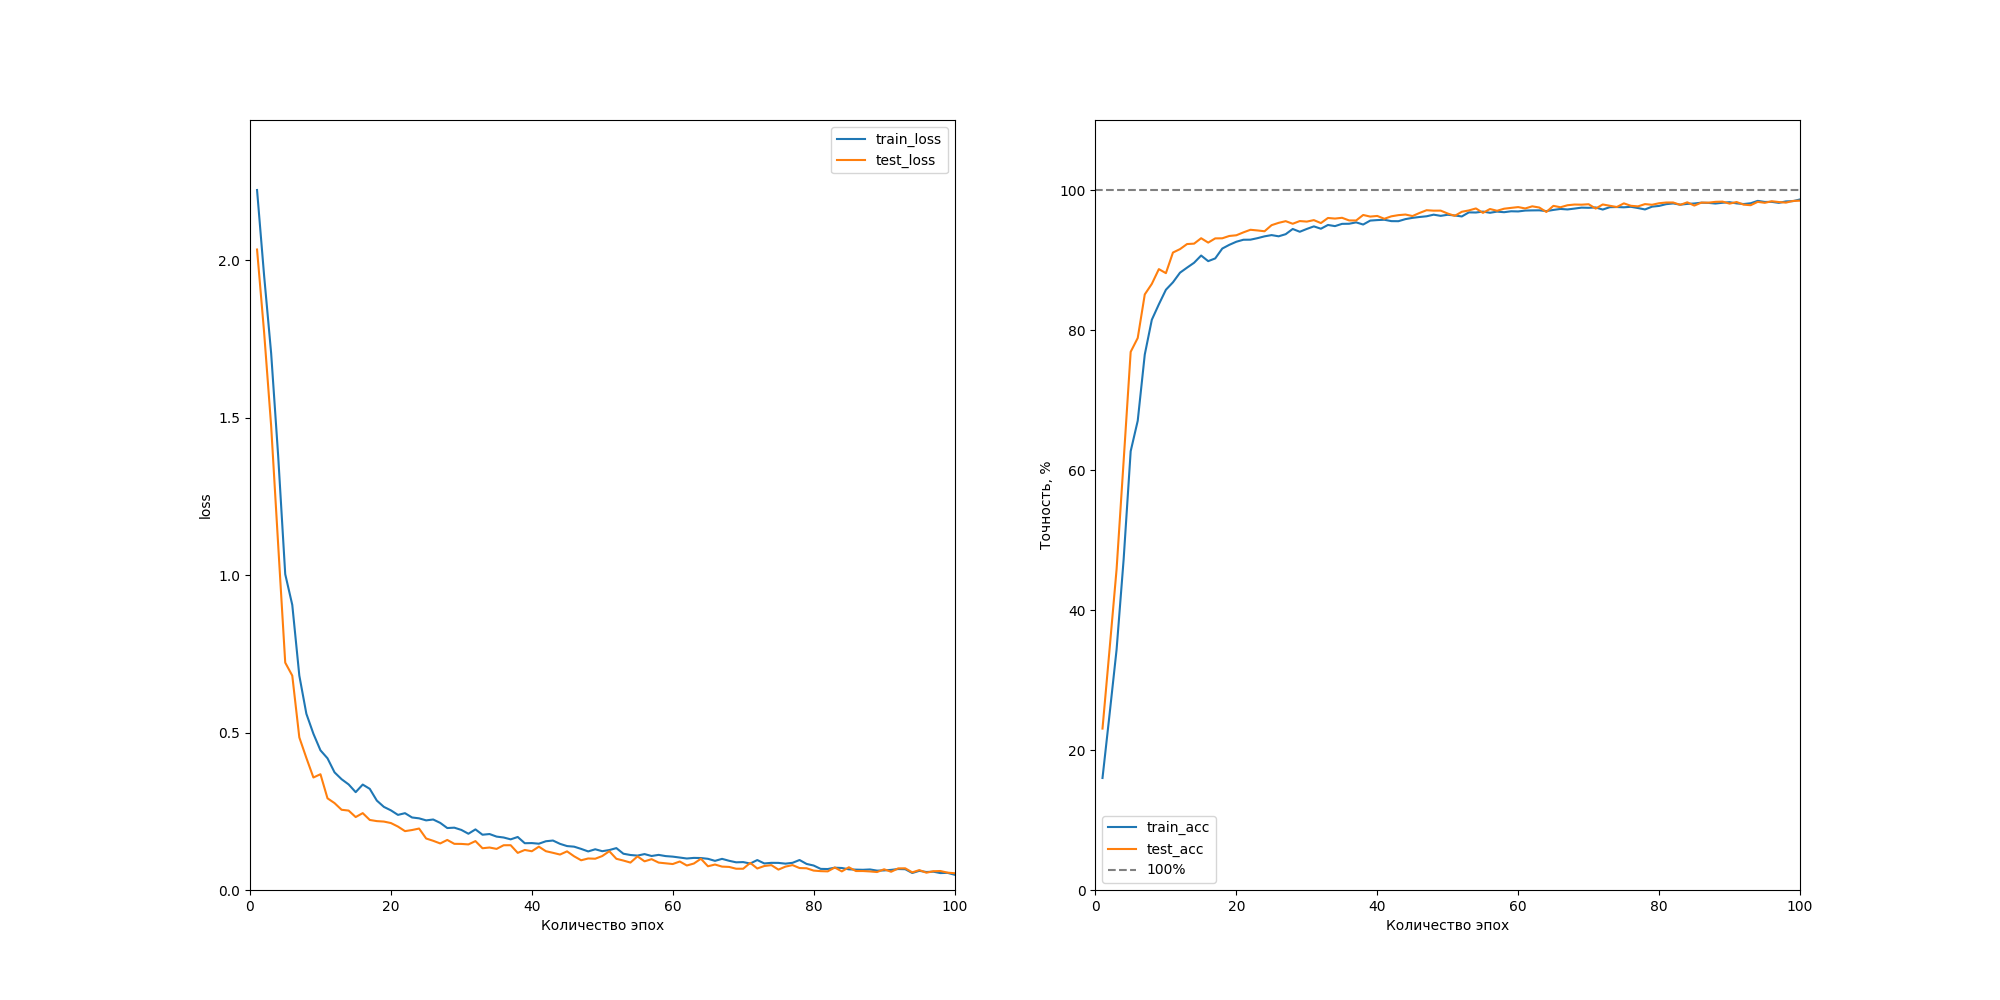 train_loss
test_loss
2.0
1.5
1.0
0.5
0.0
loss
0 20 40 60 80 100
Количество эпох
100
80
60
40
20
0
Точность, %
train_acc
test_acc
100%
0 20 40 60 80 100
Количество эпох